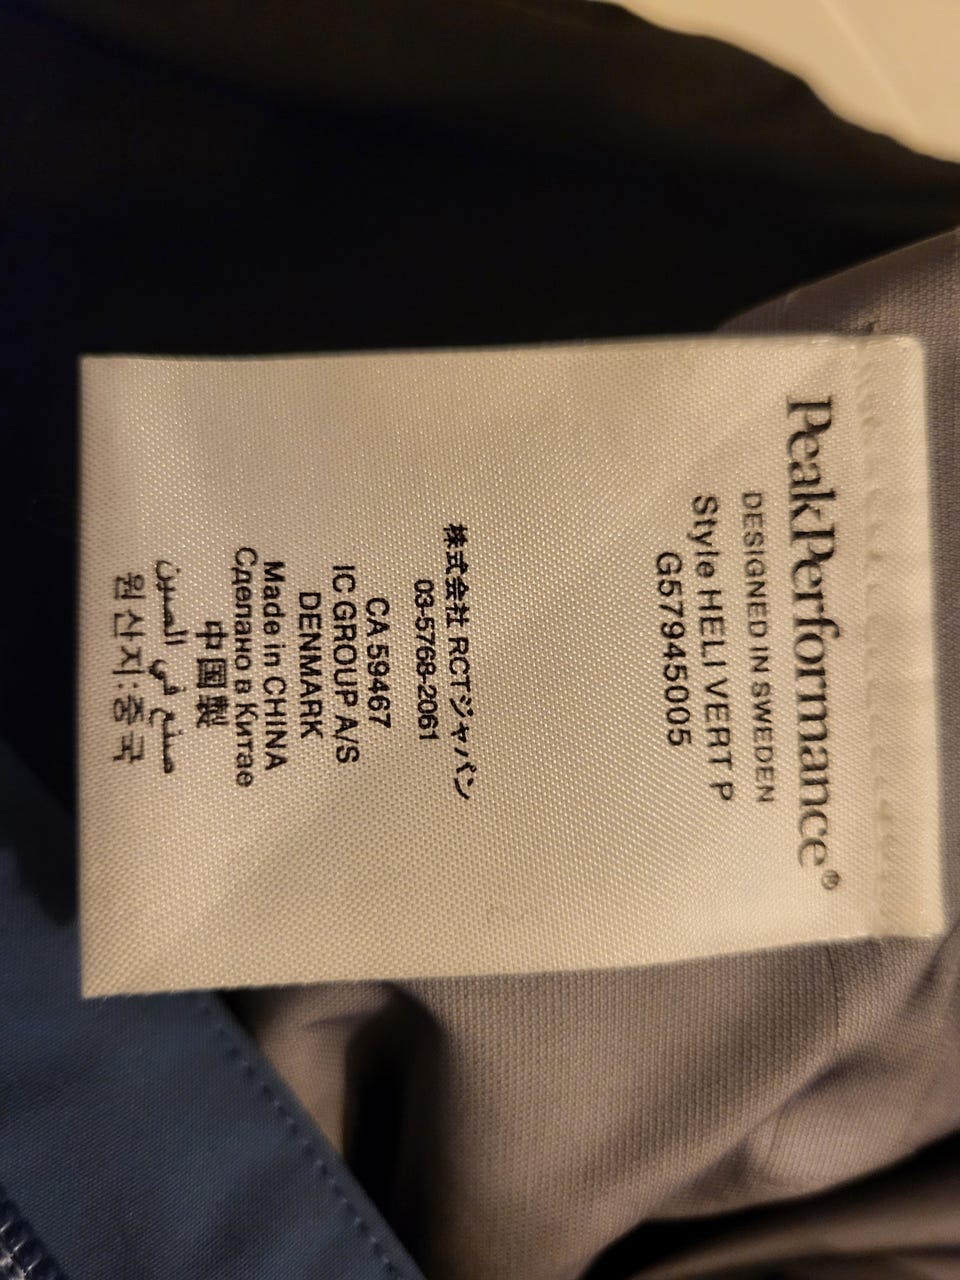 PeakPerformance®
DESIGNED IN SWEDEN
Style HELI VERT P
G57945005
株式会社 RCTジャパン
03-5768-2061
CA 59467
IC GROUP A/S
DENMARK
Made in CHINA
Сделано в Китае
中国製
صنع في الصين
원산지:중국